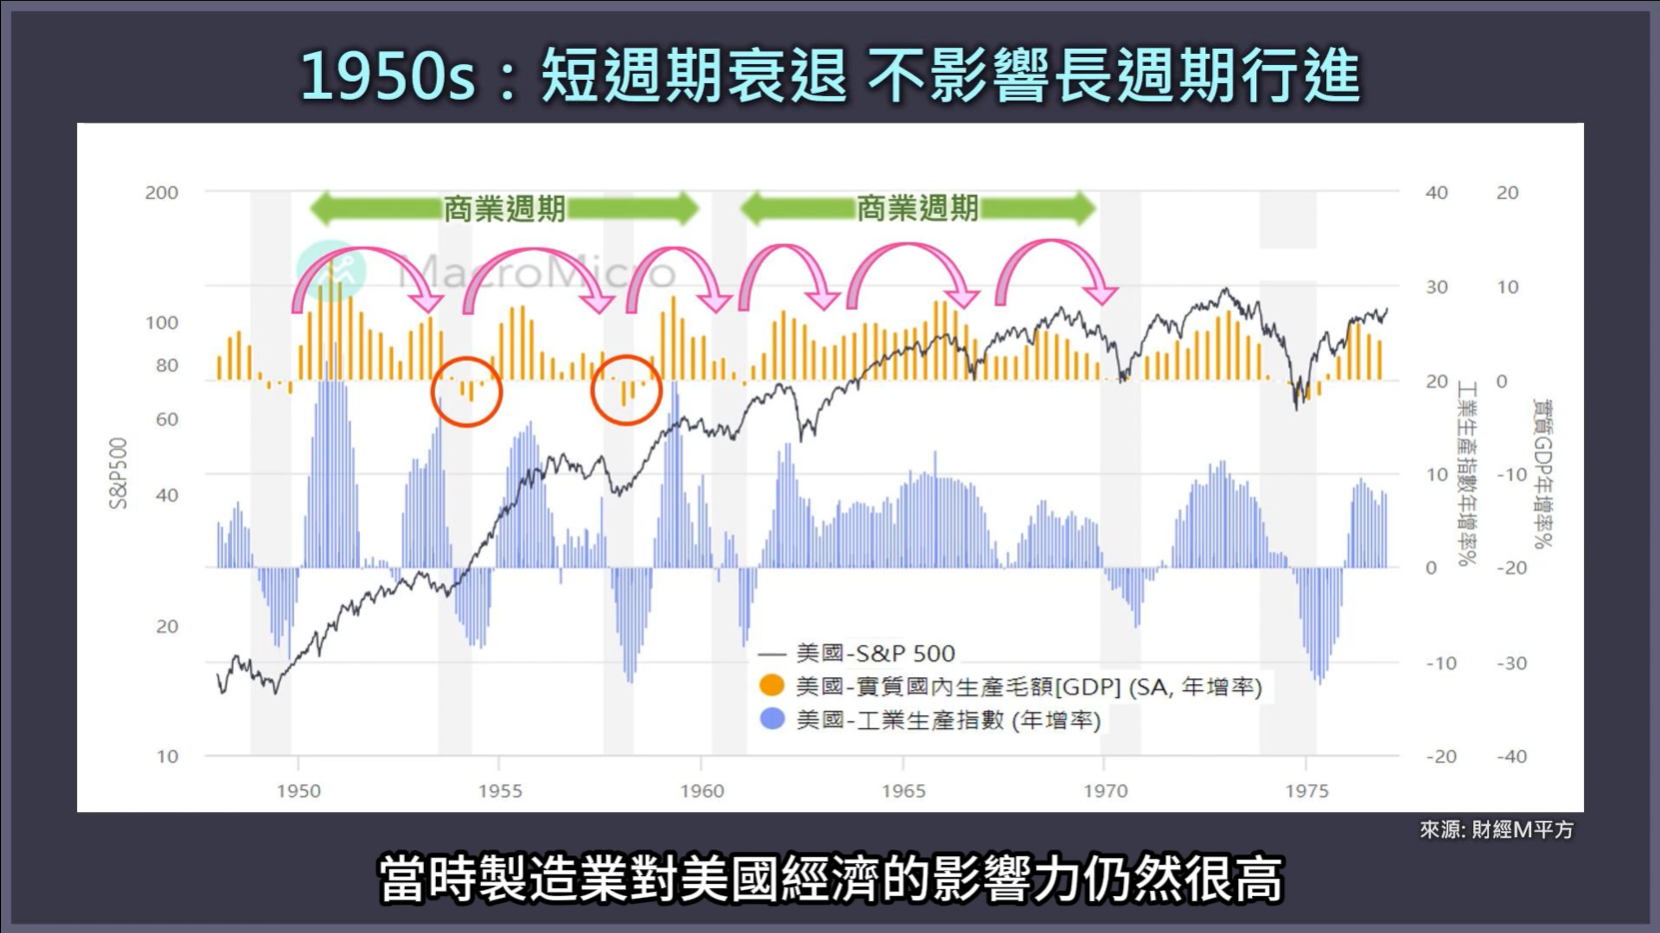 1950s：短週期衰退 不影響長週期行進
商業週期
商業週期
MacroMicro
200
100
80
60
40
20
10
S&P500
40
30
20
10
0
-10
-20
工業生產指數年增率%
20
10
0
-10
-20
-30
-40
實質GDP年增率%
美國-S&P 500
美國-實質國內生產毛額[GDP] (SA, 年增率)
美國-工業生產指數 (年增率)
1950
1955
1960
1965
1970
1975
來源: 財經M平方
當時製造業對美國經濟的影響力仍然很高